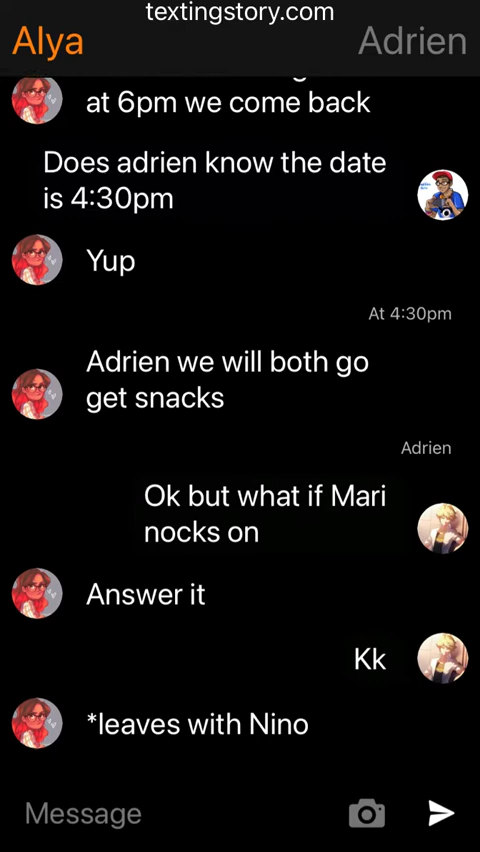 textingstory.com
Alya
Adrien
at 6pm we come back
Does adrien know the date
is 4:30pm
Yup
At 4:30pm
Adrien we will both go
get snacks
Adrien
Ok but what if Mari
nocks on
Answer it
Kk
*leaves with Nino
Message